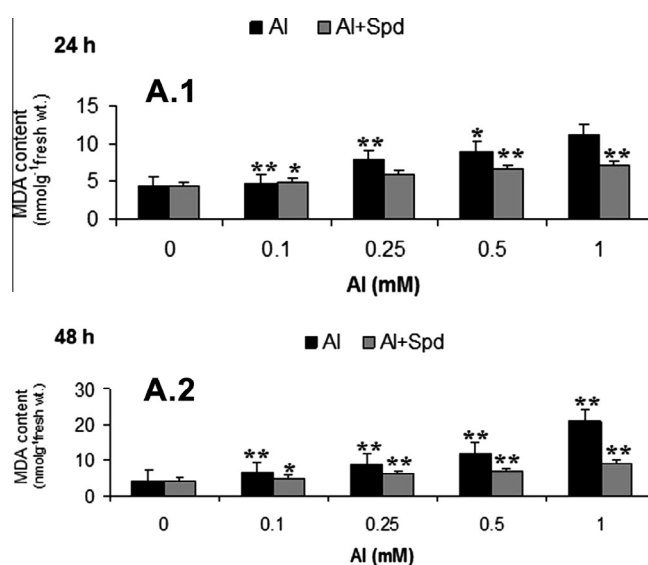 Al Al+Spd
24 h
A.1
MDA content
(nmolg⁻¹fresh wt.)
15
10
5
0
** * ** * ** **
0 0.1 0.25 0.5 1
Al (mM)
48 h
Al Al+Spd
A.2
MDA content
(nmolg⁻¹fresh wt.)
30
20
10
0
** * ** ** ** ** ** **
0 0.1 0.25 0.5 1
Al (mM)